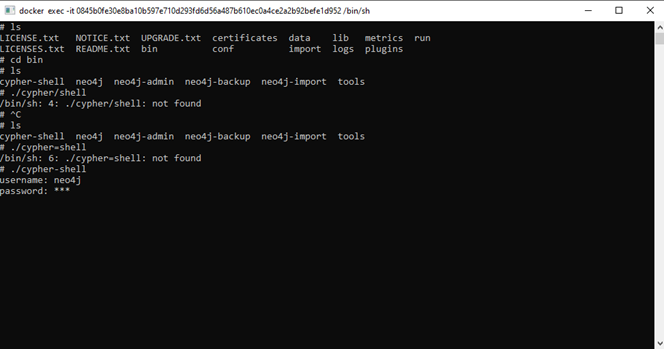 docker exec -it 0845b0fe30e8ba10b597e710d293fd6d56a487b610ec0a4ce2a2b92befe1d952 /bin/sh
# ls
LICENSE.txt NOTICE.txt UPGRADE.txt certificates data lib metrics run
LICENSES.txt README.txt bin conf import logs plugins
# cd bin
# ls
cypher-shell neo4j neo4j-admin neo4j-backup neo4j-import tools
# ./cypher/shell
/bin/sh: 4: ./cypher/shell: not found
# ^C
# ls
cypher-shell neo4j neo4j-admin neo4j-backup neo4j-import tools
# ./cypher=shell
/bin/sh: 6: ./cypher=shell: not found
# ./cypher-shell
username: neo4j
password: ***